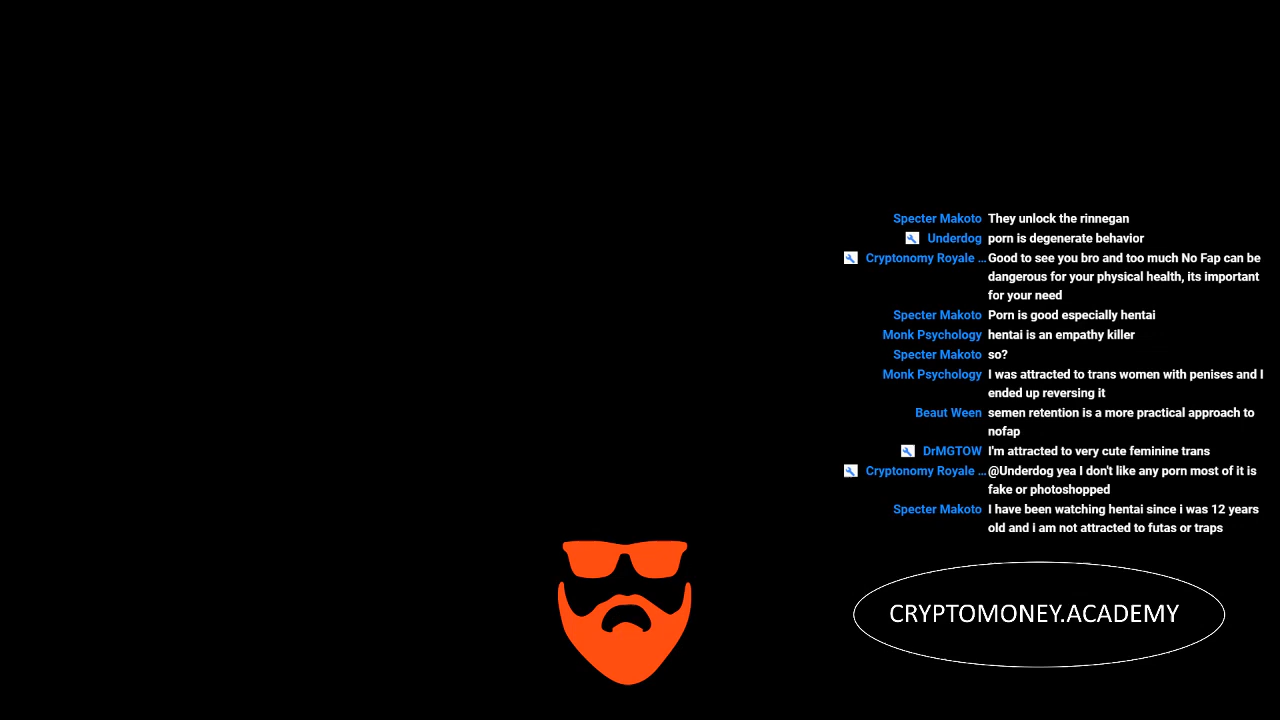 Specter Makoto They unlock the rinnegan
Underdog porn is degenerate behavior
Cryptonomy Royale ... Good to see you bro and too much No Fap can be
dangerous for your physical health, its important
for your need
Specter Makoto Porn is good especially hentai
Monk Psychology hentai is an empathy killer
Specter Makoto so?
Monk Psychology I was attracted to trans women with penises and I
ended up reversing it
Beaut Ween semen retention is a more practical approach to
nofap
DrMGTOW I'm attracted to very cute feminine trans
Cryptonomy Royale ... @Underdog yea I don't like any porn most of it is
fake or photoshopped
Specter Makoto I have been watching hentai since i was 12 years
old and i am not attracted to futas or traps
CRYPTOMONEY.ACADEMY